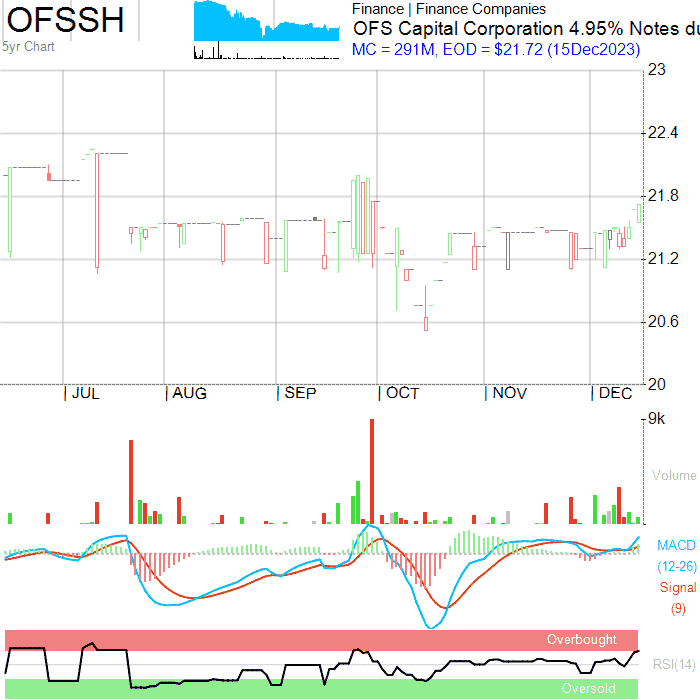 OFSSH
5yr Chart
Finance | Finance Companies
OFS Capital Corporation 4.95% Notes du
MC = 291M, EOD = $21.72 (15Dec2023)
23
22.4
21.8
21.2
20.6
20
| JUL | AUG | SEP | OCT | NOV | DEC
9k
Volume
MACD
(12-26)
Signal
(9)
Overbought
RSI(14)
Oversold